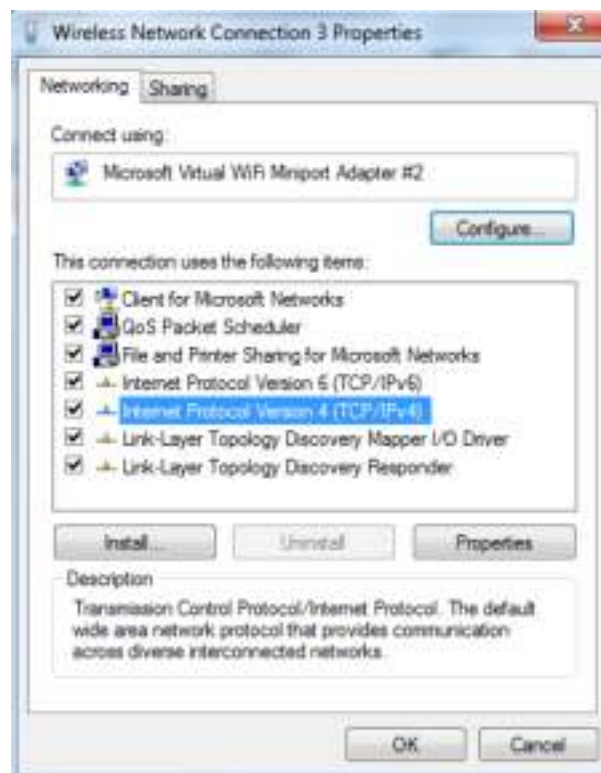 Wireless Network Connection 3 Properties
Networking Sharing
Connect using:
Microsoft Virtual WiFi Miniport Adapter #2
Configure...
This connection uses the following items:
Client for Microsoft Networks
QoS Packet Scheduler
File and Printer Sharing for Microsoft Networks
Internet Protocol Version 6 (TCP/IPv6)
Internet Protocol Version 4 (TCP/IPv4)
Link-Layer Topology Discovery Mapper I/O Driver
Link-Layer Topology Discovery Responder
Install... Uninstall Properties
Description
Transmission Control Protocol/Internet Protocol. The default
wide area network protocol that provides communication
across diverse interconnected networks.
OK Cancel